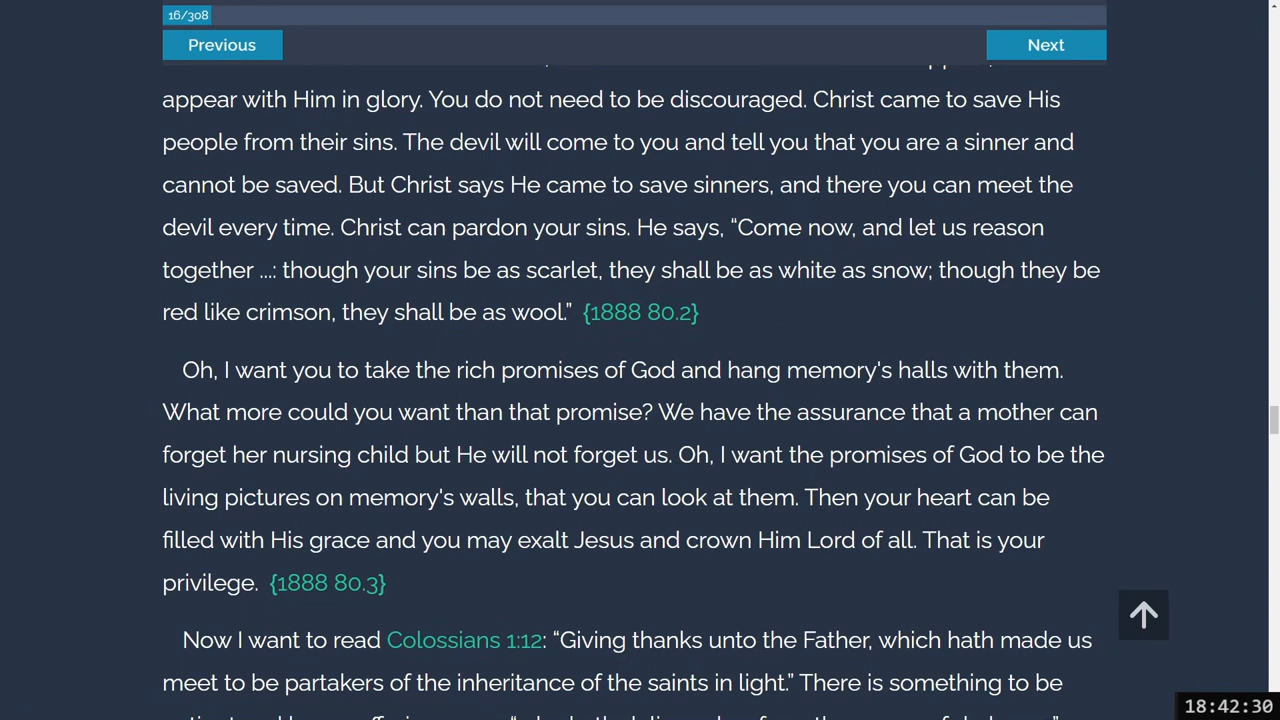 16/308
Previous
Next
appear with Him in glory. You do not need to be discouraged. Christ came to save His
people from their sins. The devil will come to you and tell you that you are a sinner and
cannot be saved. But Christ says He came to save sinners, and there you can meet the
devil every time. Christ can pardon your sins. He says, “Come now, and let us reason
together ...: though your sins be as scarlet, they shall be as white as snow; though they be
red like crimson, they shall be as wool.” {1888 80.2}
Oh, I want you to take the rich promises of God and hang memory's halls with them.
What more could you want than that promise? We have the assurance that a mother can
forget her nursing child but He will not forget us. Oh, I want the promises of God to be the
living pictures on memory's walls, that you can look at them. Then your heart can be
filled with His grace and you may exalt Jesus and crown Him Lord of all. That is your
privilege. {1888 80.3}
Now I want to read Colossians 1:12: “Giving thanks unto the Father, which hath made us
meet to be partakers of the inheritance of the saints in light.” There is something to be
18:42:30